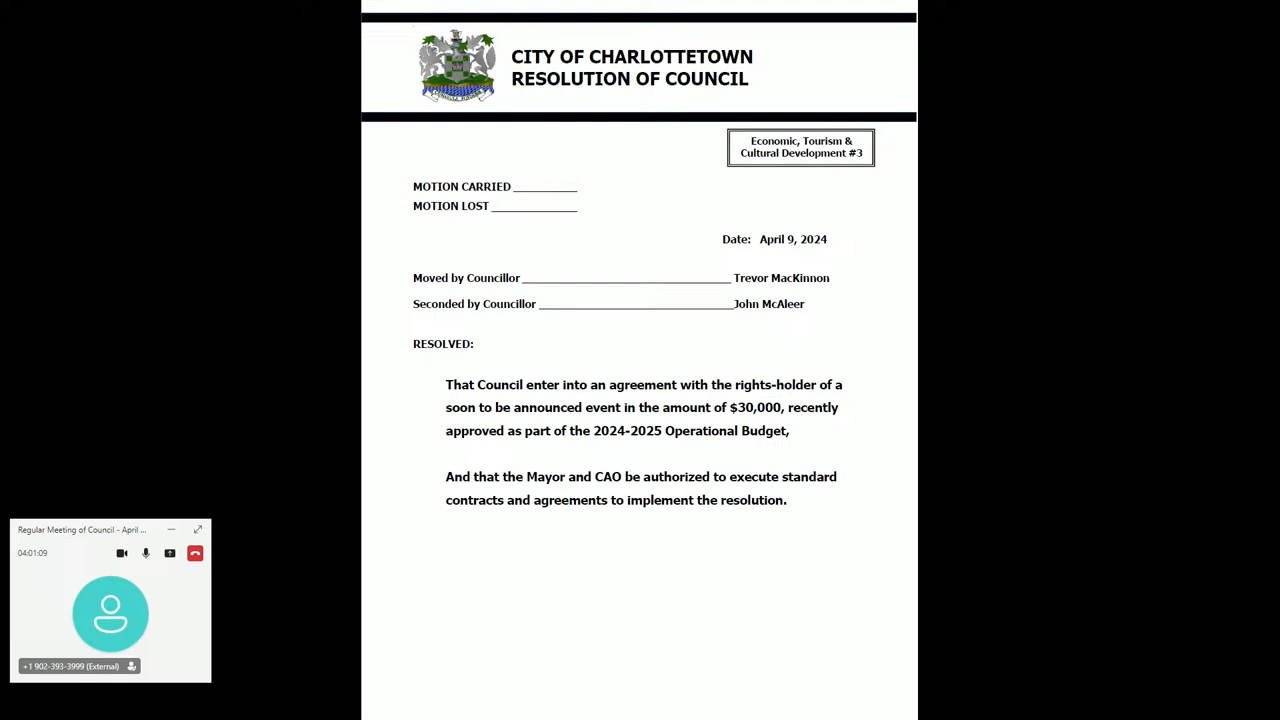 CITY OF CHARLOTTETOWN
RESOLUTION OF COUNCIL
Economic, Tourism &
Cultural Development #3
MOTION CARRIED ___________
MOTION LOST _______________
Date: April 9, 2024
Moved by Councillor ____________________________________ Trevor MacKinnon
Seconded by Councillor __________________________________John McAleer
RESOLVED:
That Council enter into an agreement with the rights-holder of a
soon to be announced event in the amount of $30,000, recently
approved as part of the 2024-2025 Operational Budget,
And that the Mayor and CAO be authorized to execute standard
contracts and agreements to implement the resolution.
Regular Meeting of Council - April ...
04:01:09
+1 902-393-3999 (External)